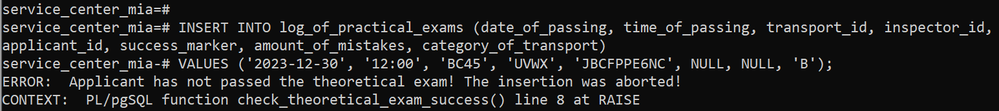 service_center_mia=#
service_center_mia=# INSERT INTO log_of_practical_exams (date_of_passing, time_of_passing, transport_id, inspector_id,
applicant_id, success_marker, amount_of_mistakes, category_of_transport)
service_center_mia-# VALUES ('2023-12-30', '12:00', 'BC45', 'UVWX', 'JBCFPPE6NC', NULL, NULL, 'B');
ERROR:  Applicant has not passed the theoretical exam! The insertion was aborted!
CONTEXT:  PL/pgSQL function check_theoretical_exam_success() line 8 at RAISE